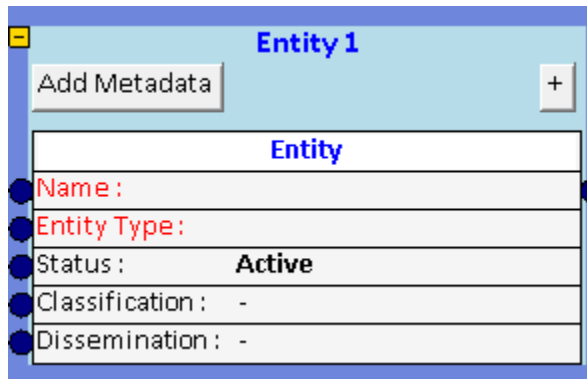 -
Entity 1
Add Metadata +
Entity
Name :
Entity Type :
Status : Active
Classification : -
Dissemination : -